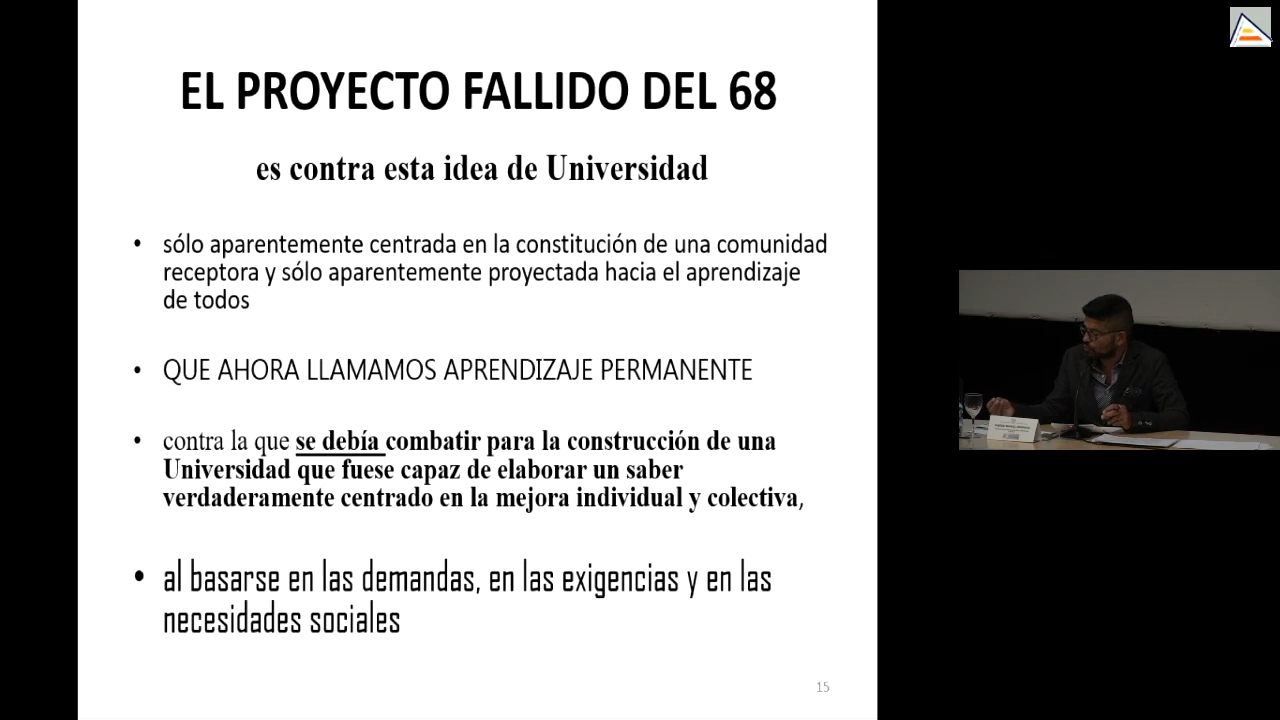 EL PROYECTO FALLIDO DEL 68
es contra esta idea de Universidad
• sólo aparentemente centrada en la constitución de una comunidad
receptora y sólo aparentemente proyectada hacia el aprendizaje
de todos
• QUE AHORA LLAMAMOS APRENDIZAJE PERMANENTE
• contra la que se debía combatir para la construcción de una
Universidad que fuese capaz de elaborar un saber
verdaderamente centrado en la mejora individual y colectiva,
• al basarse en las demandas, en las exigencias y en las
necesidades sociales
15